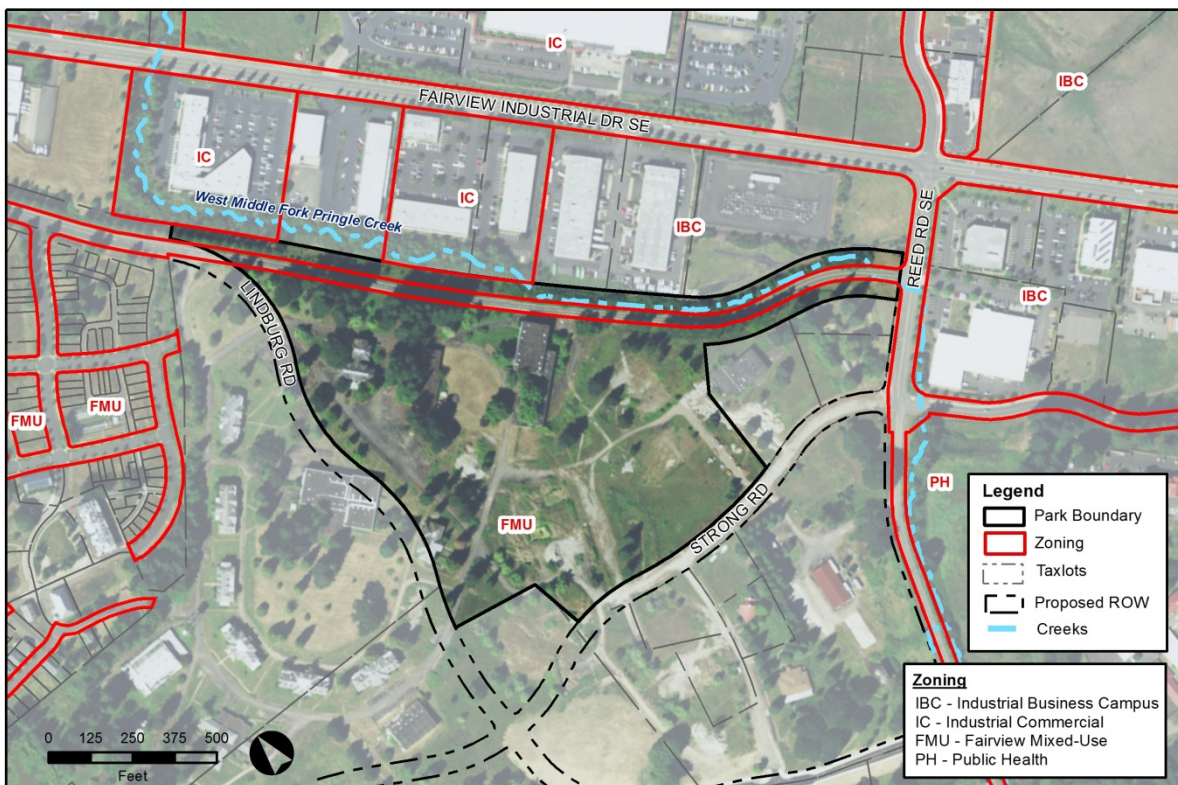 IC
IBC
FAIRVIEW INDUSTRIAL DR SE
IC
IC
West Middle Fork Pringle Creek
IBC
REED RD SE
IBC
LINDBURG RD
FMU
FMU
FMU
STRONG RD
PH
Legend
Park Boundary
Zoning
Taxlots
Proposed ROW
Creeks
Zoning
IBC - Industrial Business Campus
IC - Industrial Commercial
FMU - Fairview Mixed-Use
PH - Public Health
0 125 250 375 500
Feet